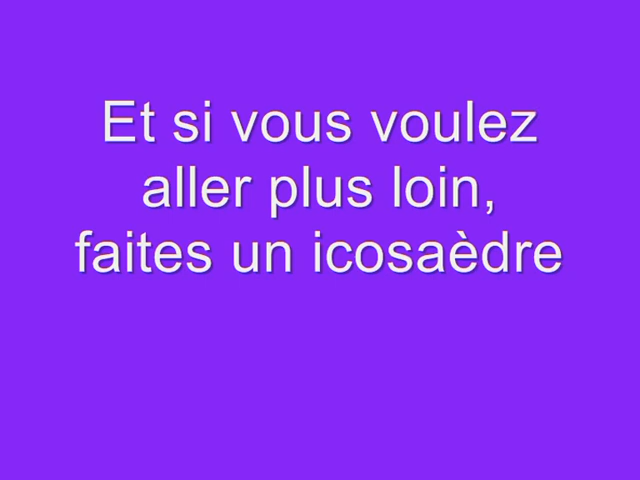 Et si vous voulez
aller plus loin,
faites un icosaèdre